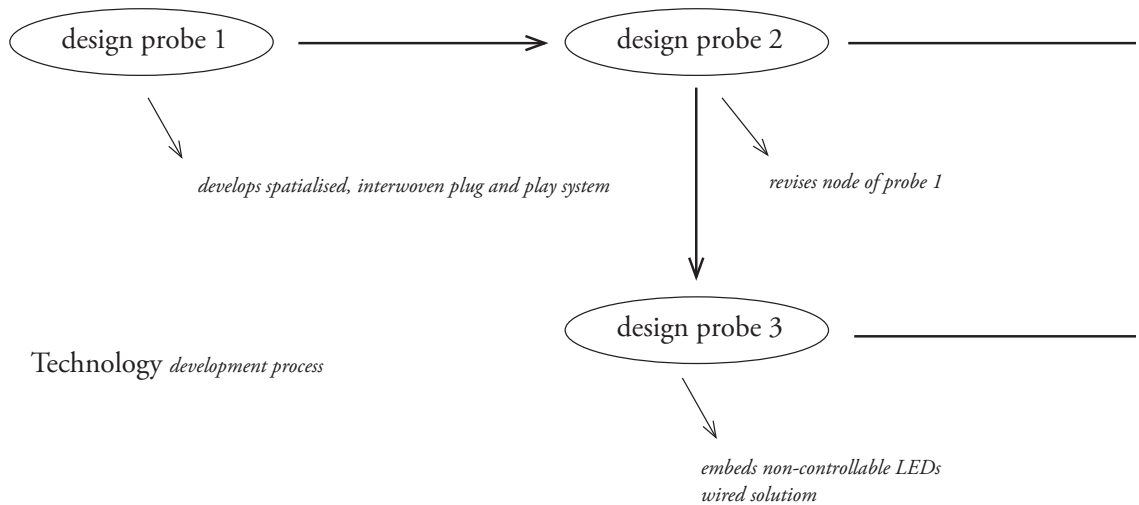 design probe 1
design probe 2
develops spatialised, interwoven plug and play system
revises node of probe 1
design probe 3
Technology development process
embeds non-controllable LEDs
wired solutiom